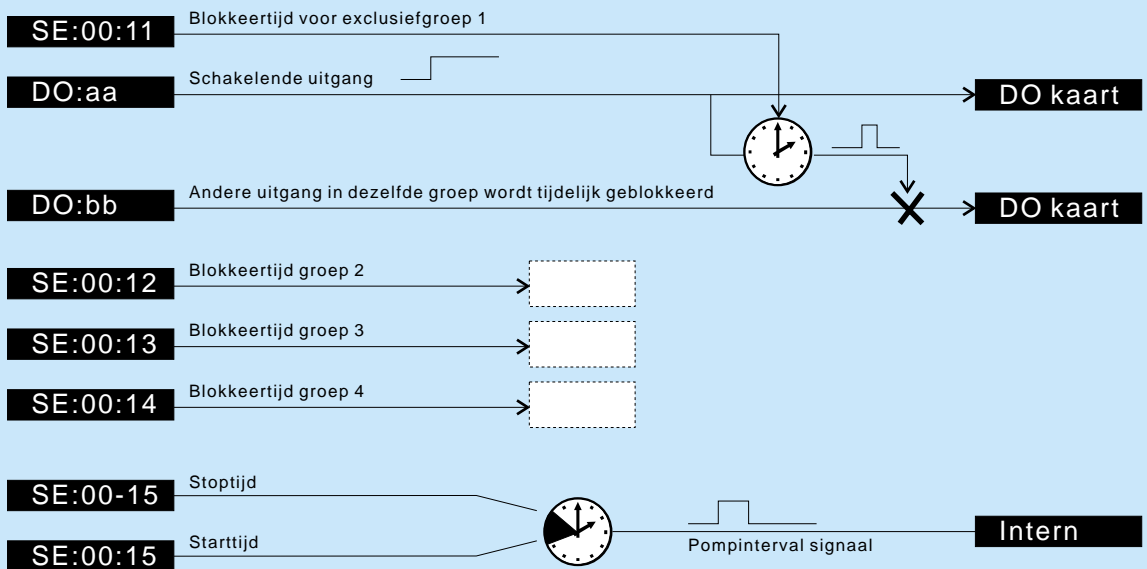 SE:00:11 Blokkeertijd voor exclusiefgroep 1
DO:aa Schakelende uitgang DO kaart
DO:bb Andere uitgang in dezelfde groep wordt tijdelijk geblokkeerd DO kaart
SE:00:12 Blokkeertijd groep 2
SE:00:13 Blokkeertijd groep 3
SE:00:14 Blokkeertijd groep 4
SE:00-15 Stoptijd
SE:00:15 Starttijd Pompinterval signaal Intern